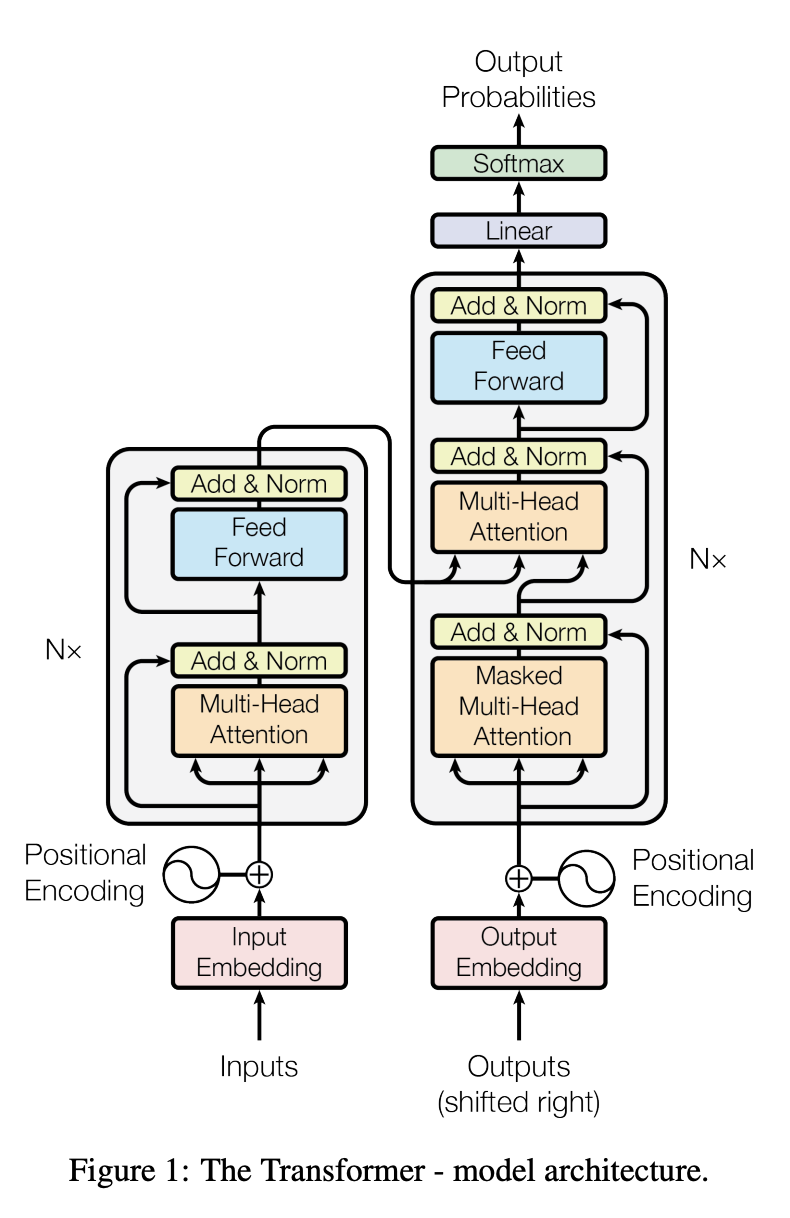 Output
Probabilities
Softmax
Linear
Add & Norm
Feed
Forward
Add & Norm
Multi-Head
Attention
Nx
Add & Norm
Masked
Multi-Head
Attention
Add & Norm
Feed
Forward
Nx
Add & Norm
Multi-Head
Attention
Positional
Encoding
Positional
Encoding
Input
Embedding
Output
Embedding
Inputs
Outputs
(shifted right)
Figure 1: The Transformer - model architecture.